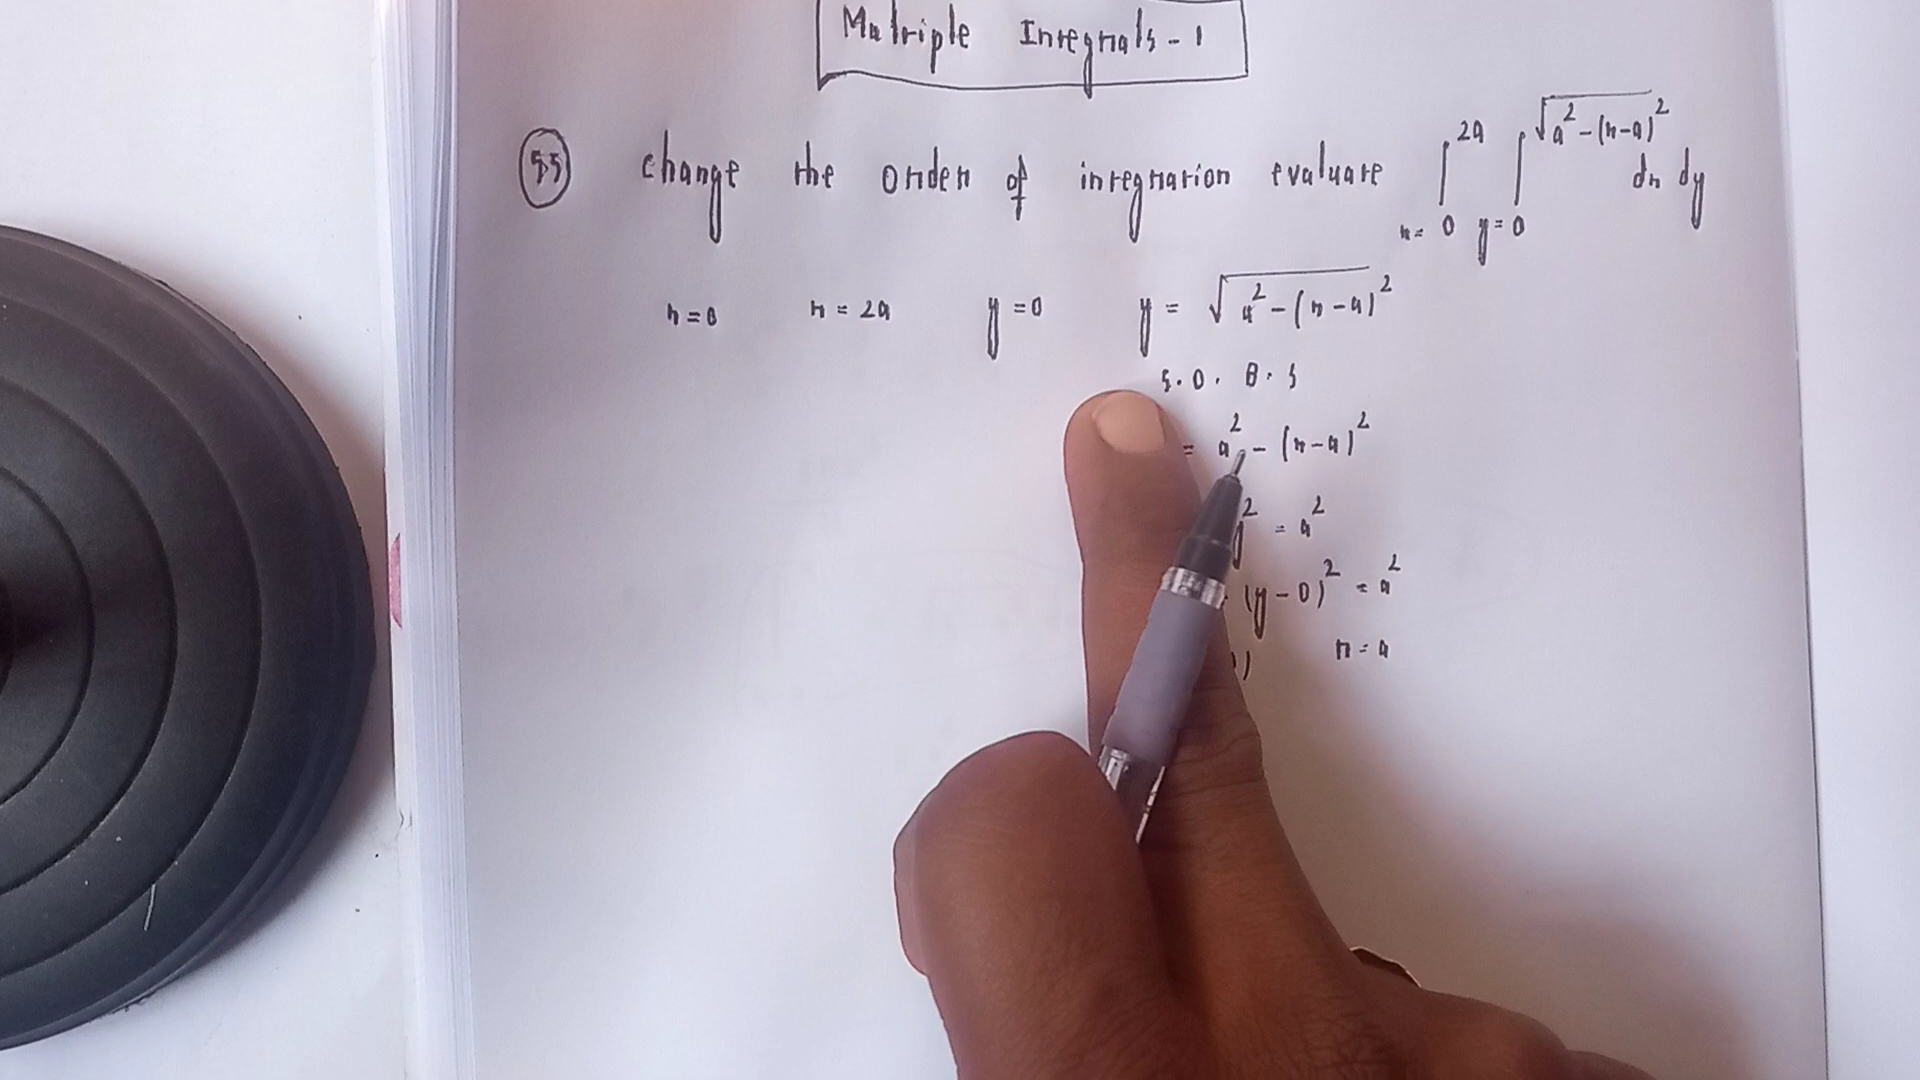 Multiple Integrals - 1
55 change the order of integration evaluate ∫ x=0 2a ∫ y=0 √a²-(x-a)² dx dy
x=0 x=2a y=0 y = √a²-(x-a)²
S.O.B.S
= a²-(x-a)²
y² = a²
(y-0)² = a²
) x=a